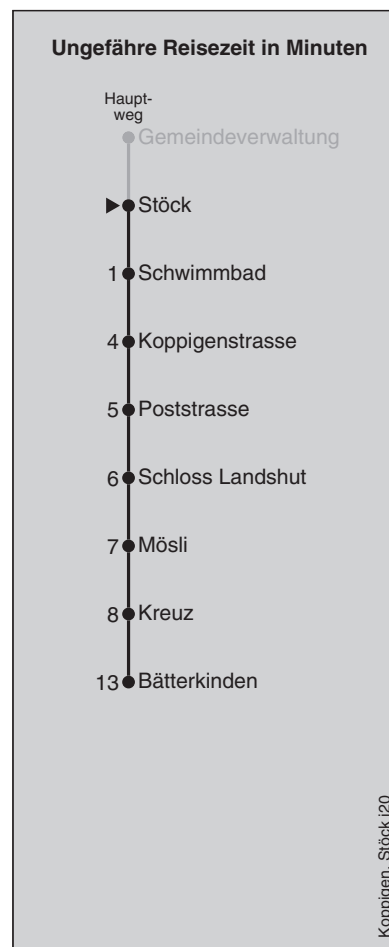 Ungefähre Reisezeit in Minuten
Haupt-
weg
Gemeindeverwaltung
Stöck
1 Schwimmbad
4 Koppigenstrasse
5 Poststrasse
6 Schloss Landshut
7 Mösli
8 Kreuz
13 Bätterkinden
Koppigen, Stöck j20